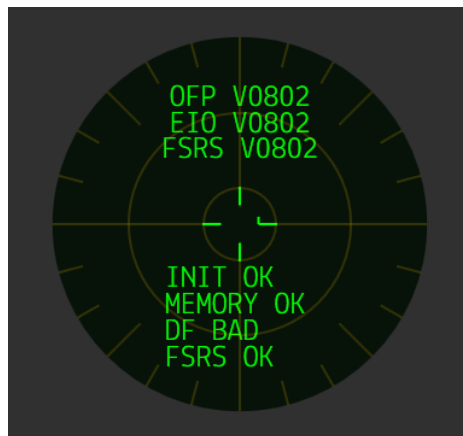 OFP V0802
EIO V0802
FSRS V0802
INIT OK
MEMORY OK
DF BAD
FSRS OK